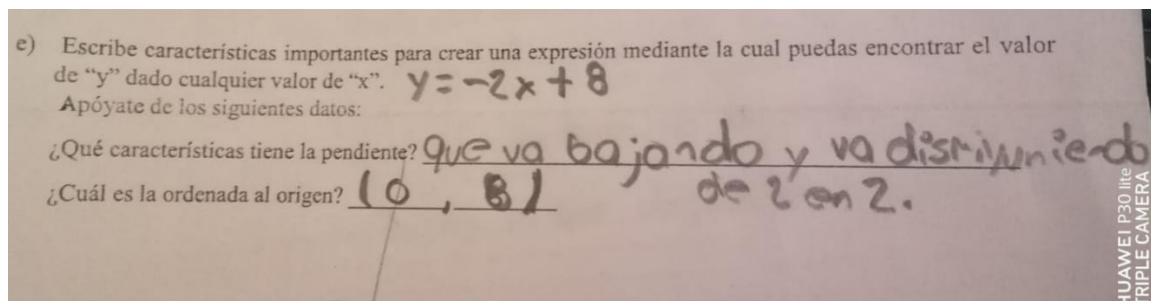 e) Escribe características importantes para crear una expresión mediante la cual puedas encontrar el valor
de “y” dado cualquier valor de “x”. y=-2x+8
Apóyate de los siguientes datos:
¿Qué características tiene la pendiente? que va bajando y va disminuniendo
¿Cuál es la ordenada al origen? (0, 8) de 2 en 2.
HUAWEI P30 lite
TRIPLE CAMERA